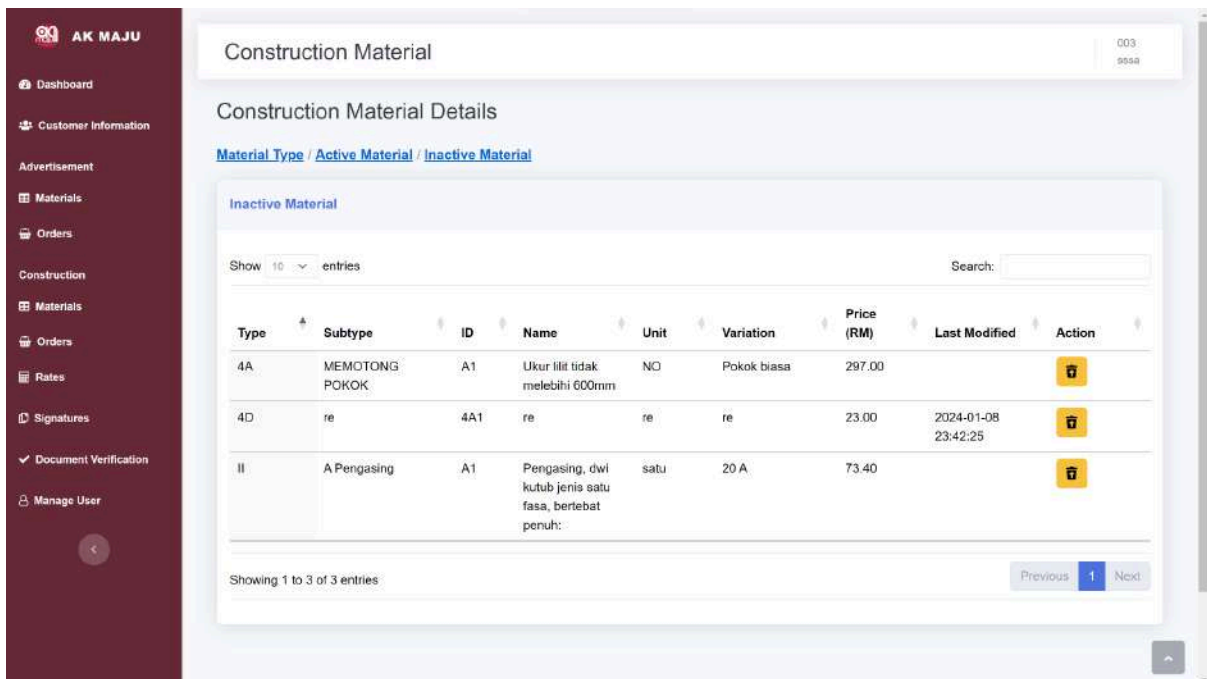 AK MAJU
Dashboard
Customer Information
Advertisement
Materials
Orders
Construction
Materials
Orders
Rates
Signatures
Document Verification
Manage User
Construction Material
003
sssa
Construction Material Details
Material Type / Active Material / Inactive Material
Inactive Material
Show 10 entries
Search:
Type Subtype ID Name Unit Variation Price (RM) Last Modified Action
4A MEMOTONG POKOK A1 Ukur lilit tidak melebihi 600mm NO Pokok biasa 297.00
4D re 4A1 re re re 23.00 2024-01-08 23:42:25
II A Pengasing A1 Pengasing, dwi kutub jenis satu fasa, bertebat penuh: satu 20 A 73.40
Showing 1 to 3 of 3 entries
Previous 1 Next